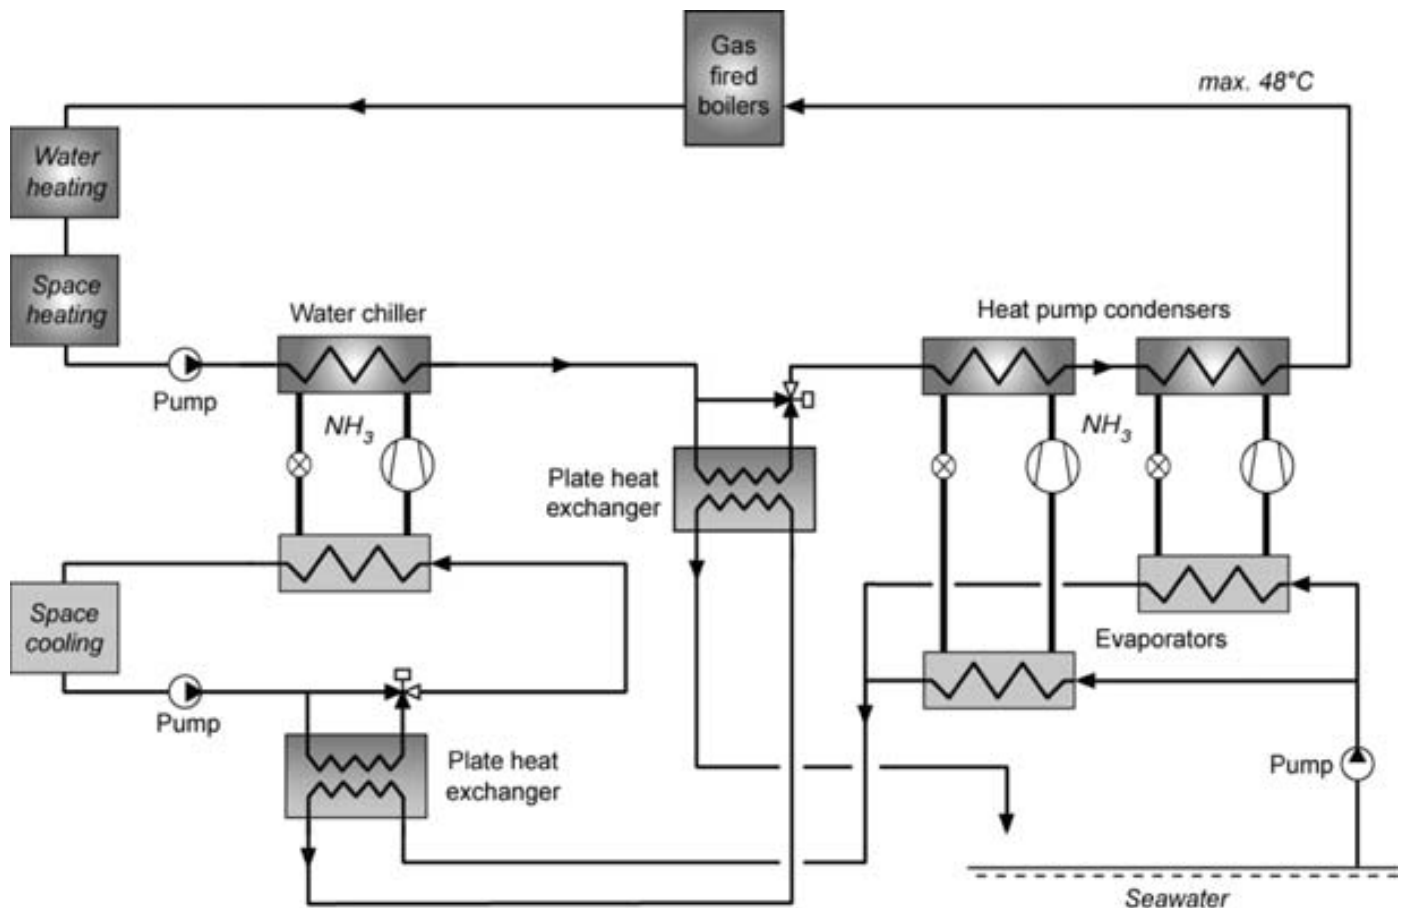 Gas
fired
boilers
max. 48°C
Water
heating
Space
heating
Water chiller
Heat pump condensers
Pump
NH3
NH3
Plate heat
exchanger
Space
cooling
Evaporators
Pump
Plate heat
exchanger
Pump
Seawater